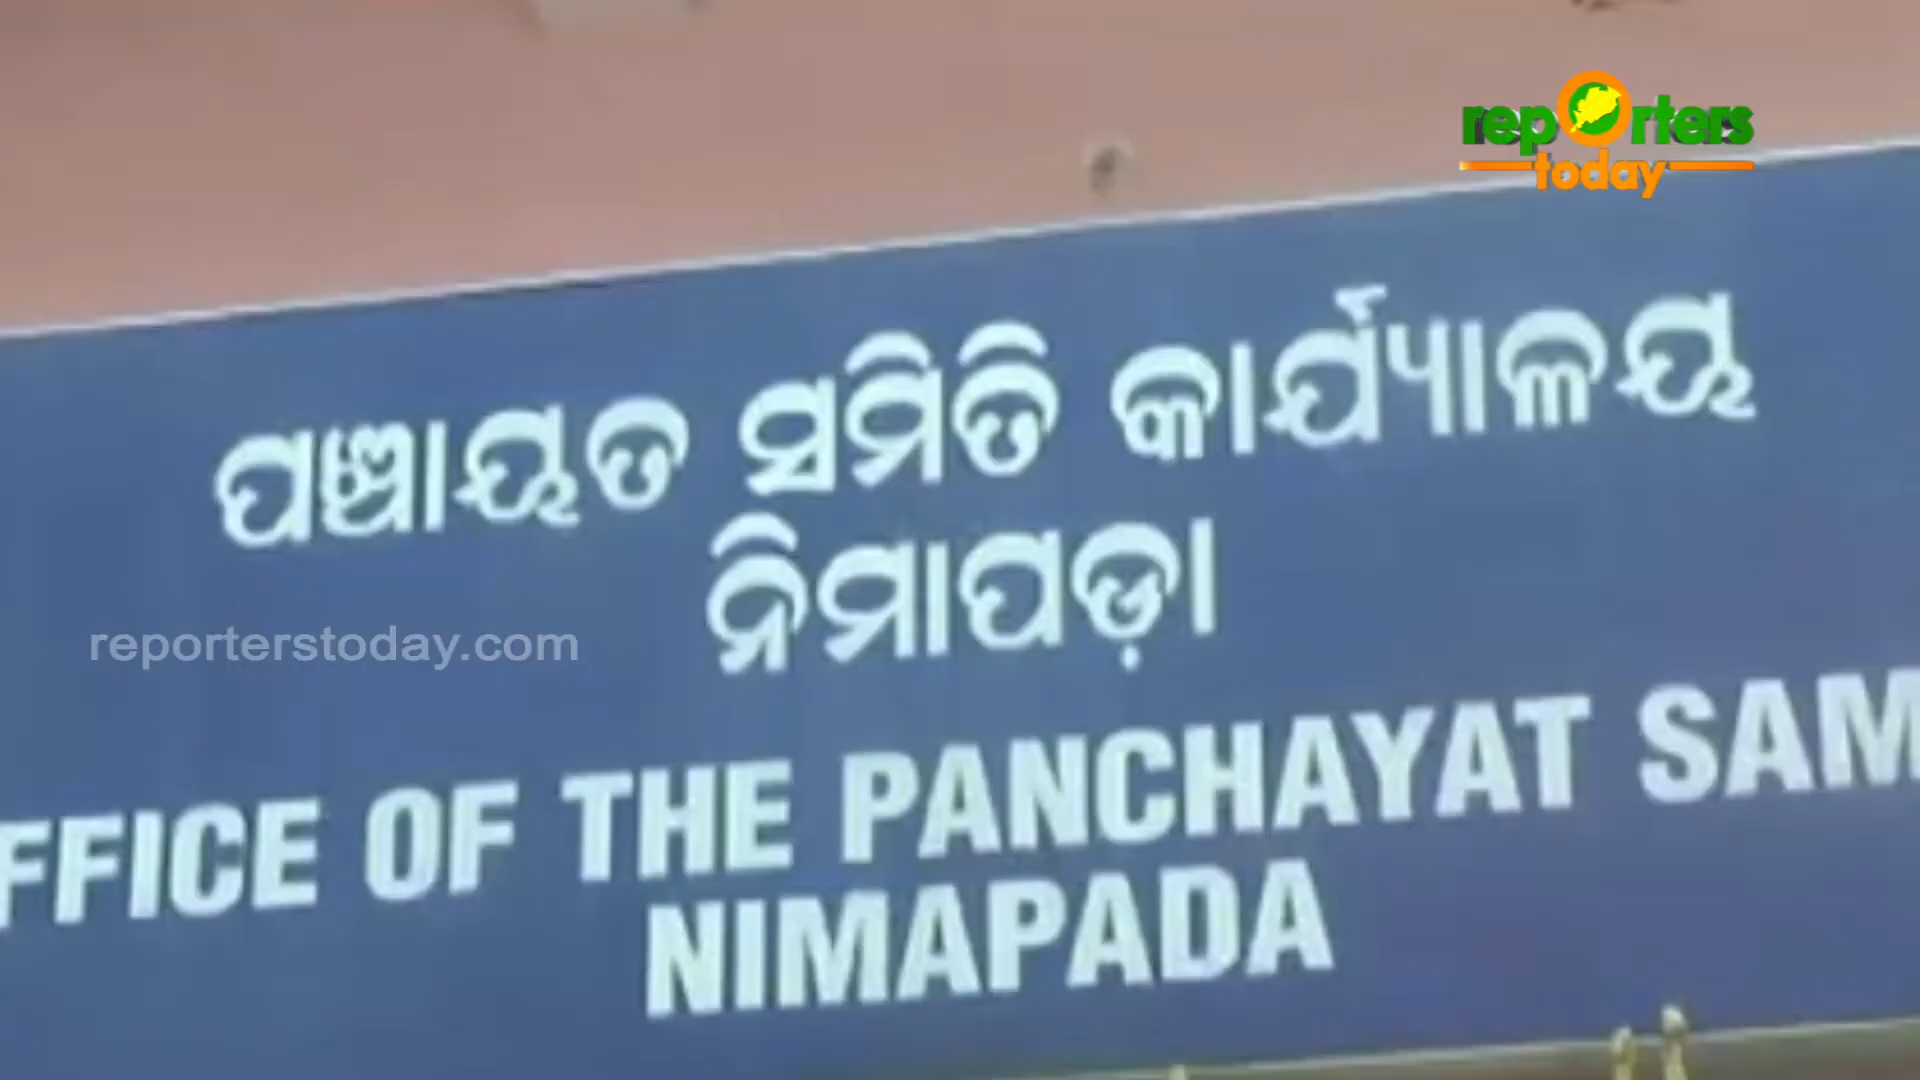 reporters
today
ପଞ୍ଚାୟତ ସମିତି କାର୍ଯ୍ୟାଳୟ
ନିମାପଡ଼ା
reporterstoday.com
FFICE OF THE PANCHAYAT SAM
NIMAPADA